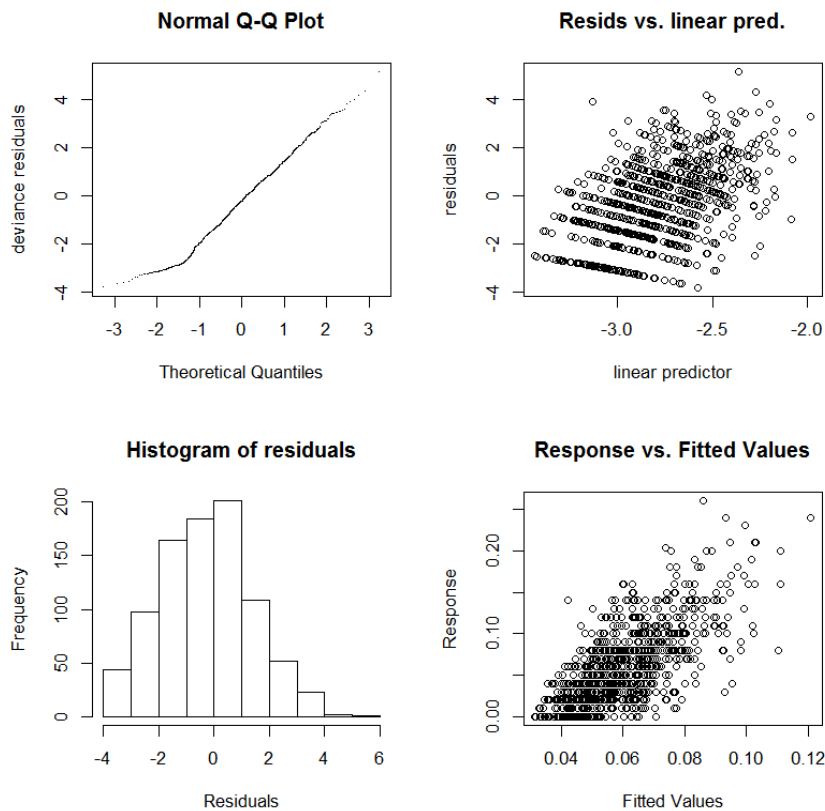 Normal Q-Q Plot
deviance residuals
-4 -2 0 2 4
-3 -2 -1 0 1 2 3
Theoretical Quantiles
Resids vs. linear pred.
residuals
-4 -2 0 2 4
-3.0 -2.5 -2.0
linear predictor
Histogram of residuals
Frequency
0 50 100 150 200
-4 -2 0 2 4 6
Residuals
Response vs. Fitted Values
Response
0.00 0.10 0.20
0.04 0.06 0.08 0.10 0.12
Fitted Values